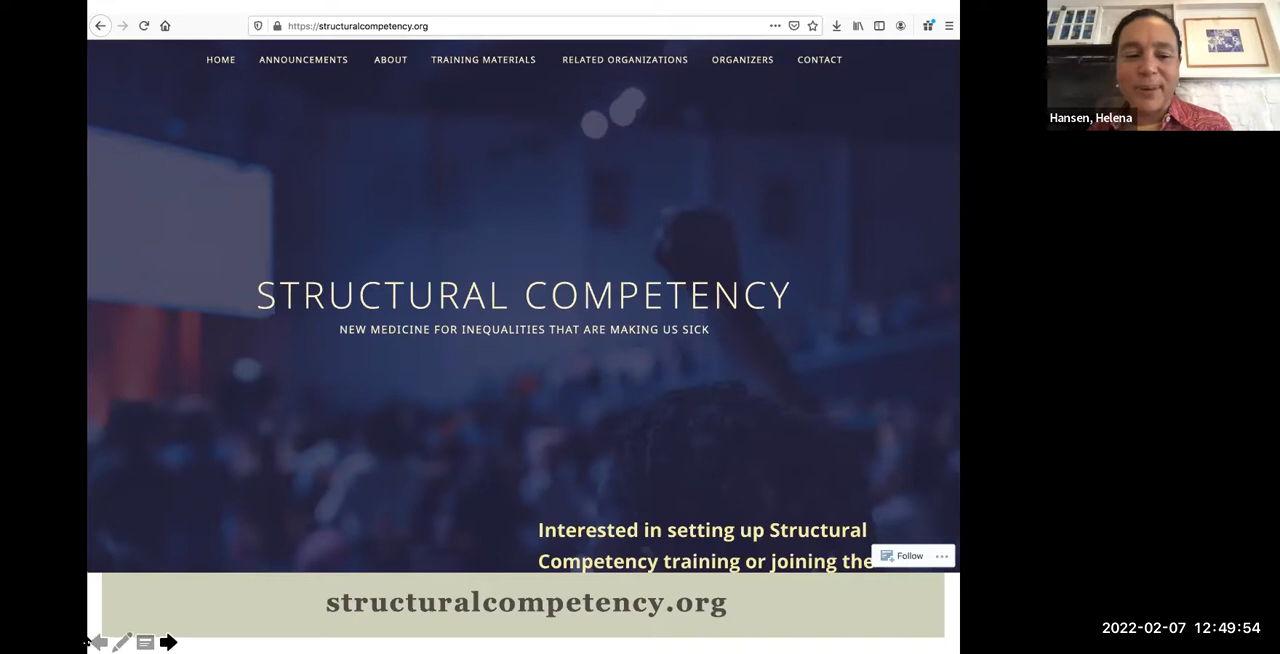 https://structuralcompetency.org
HOME ANNOUNCEMENTS ABOUT TRAINING MATERIALS RELATED ORGANIZATIONS ORGANIZERS CONTACT
Hansen, Helena
STRUCTURAL COMPETENCY
NEW MEDICINE FOR INEQUALITIES THAT ARE MAKING US SICK
Interested in setting up Structural
Competency training or joining the
Follow
structuralcompetency.org
2022-02-07 12:49:54